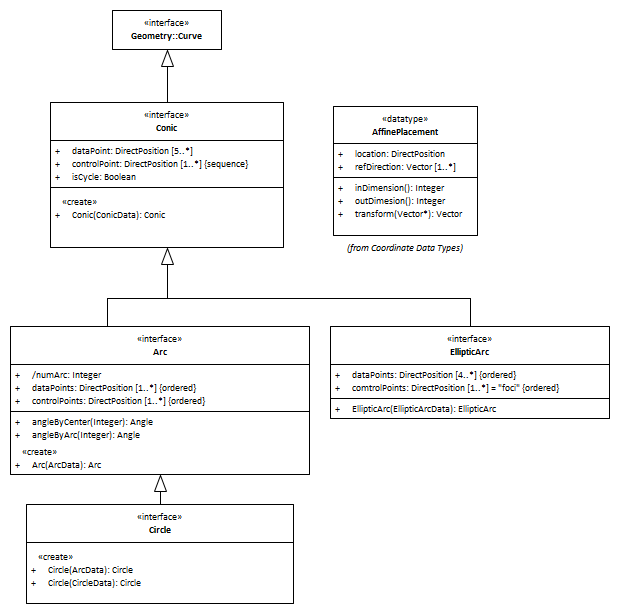 «interface»
Geometry::Curve
«interface»
Conic
+ dataPoint: DirectPosition [5..*]
+ controlPoint: DirectPosition [1..*] {sequence}
+ isCycle: Boolean
«create»
+ Conic(ConicData): Conic
«datatype»
AffinePlacement
+ location: DirectPosition
+ refDirection: Vector [1..*]
+ inDimension(): Integer
+ outDimesion(): Integer
+ transform(Vector*): Vector
(from Coordinate Data Types)
«interface»
Arc
+ /numArc: Integer
+ dataPoints: DirectPosition [1..*] {ordered}
+ controlPoints: DirectPosition [1..*] {ordered}
+ angleByCenter(Integer): Angle
+ angleByArc(Integer): Angle
«create»
+ Arc(ArcData): Arc
«interface»
EllipticArc
+ dataPoints: DirectPosition [4..*] {ordered}
+ comtrolPoints: DirectPosition [1..*] = "foci" {ordered}
+ EllipticArc(EllipticArcData): EllipticArc
«interface»
Circle
«create»
+ Circle(ArcData): Circle
+ Circle(CircleData): Circle